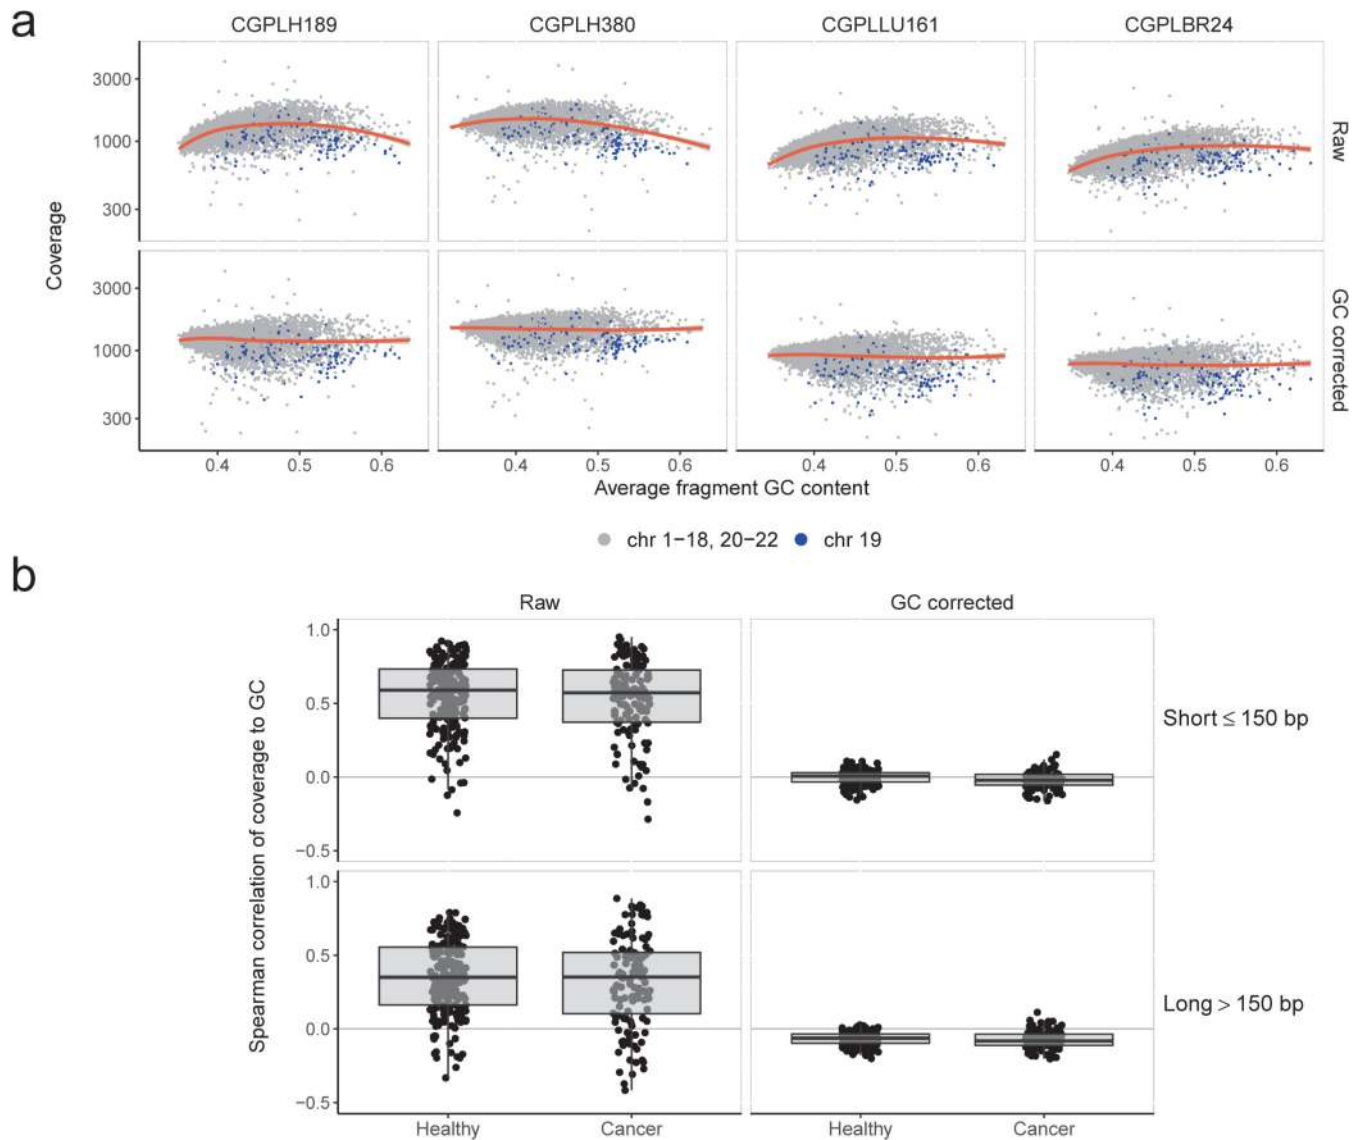 a
CGPLH189 CGPLH380 CGPLLU161 CGPLBR24
3000
1000
300
Raw
Coverage
3000
1000
300
GC corrected
0.4 0.5 0.6 0.4 0.5 0.6 0.4 0.5 0.6 0.4 0.5 0.6
Average fragment GC content
chr 1−18, 20−22 chr 19
b
Raw GC corrected
1.0
0.5
0.0
−0.5
Short ≤ 150 bp
Spearman correlation of coverage to GC
1.0
0.5
0.0
−0.5
Long > 150 bp
Healthy Cancer Healthy Cancer